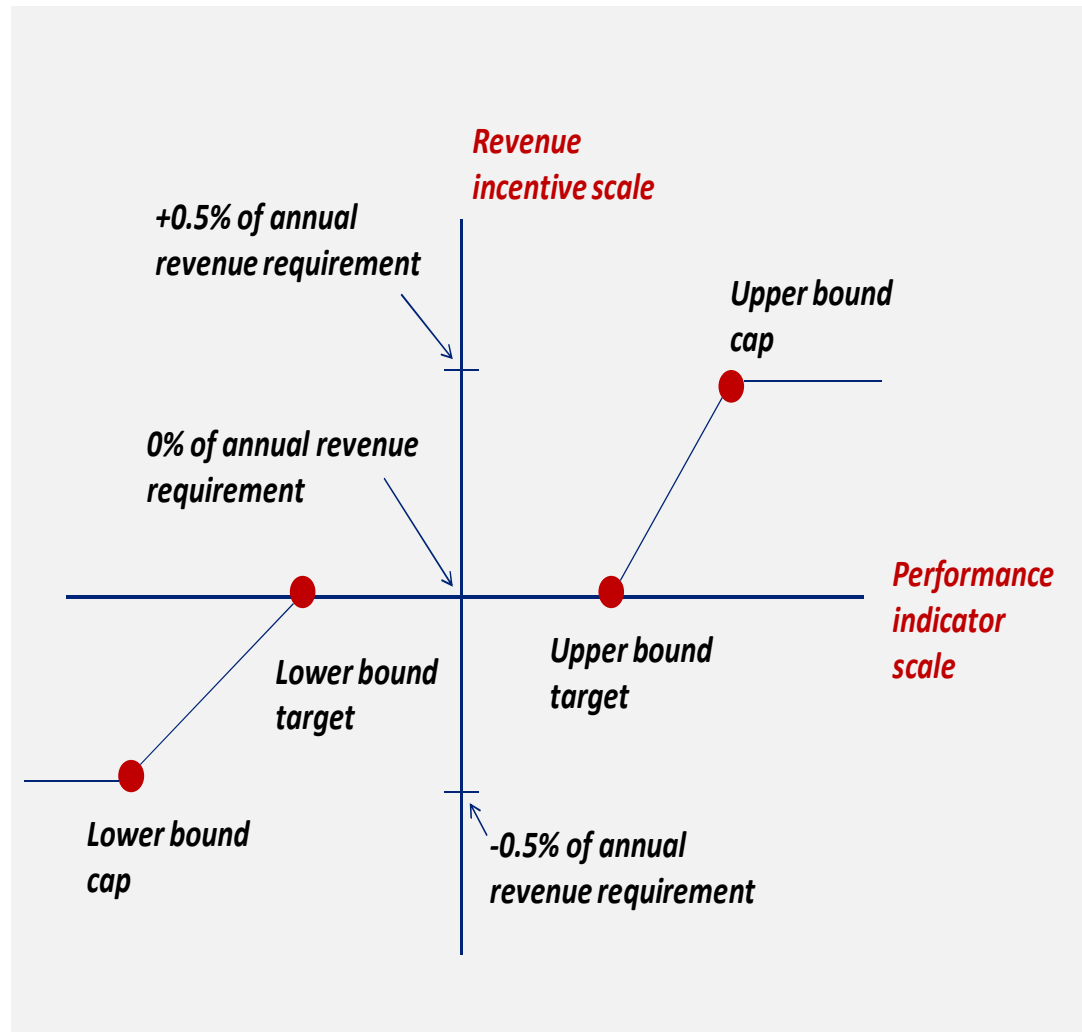 Revenue
incentive scale
+0.5% of annual
revenue requirement
Upper bound
cap
0% of annual revenue
requirement
Performance
indicator
scale
Lower bound
target
Upper bound
target
Lower bound
cap
-0.5% of annual
revenue requirement